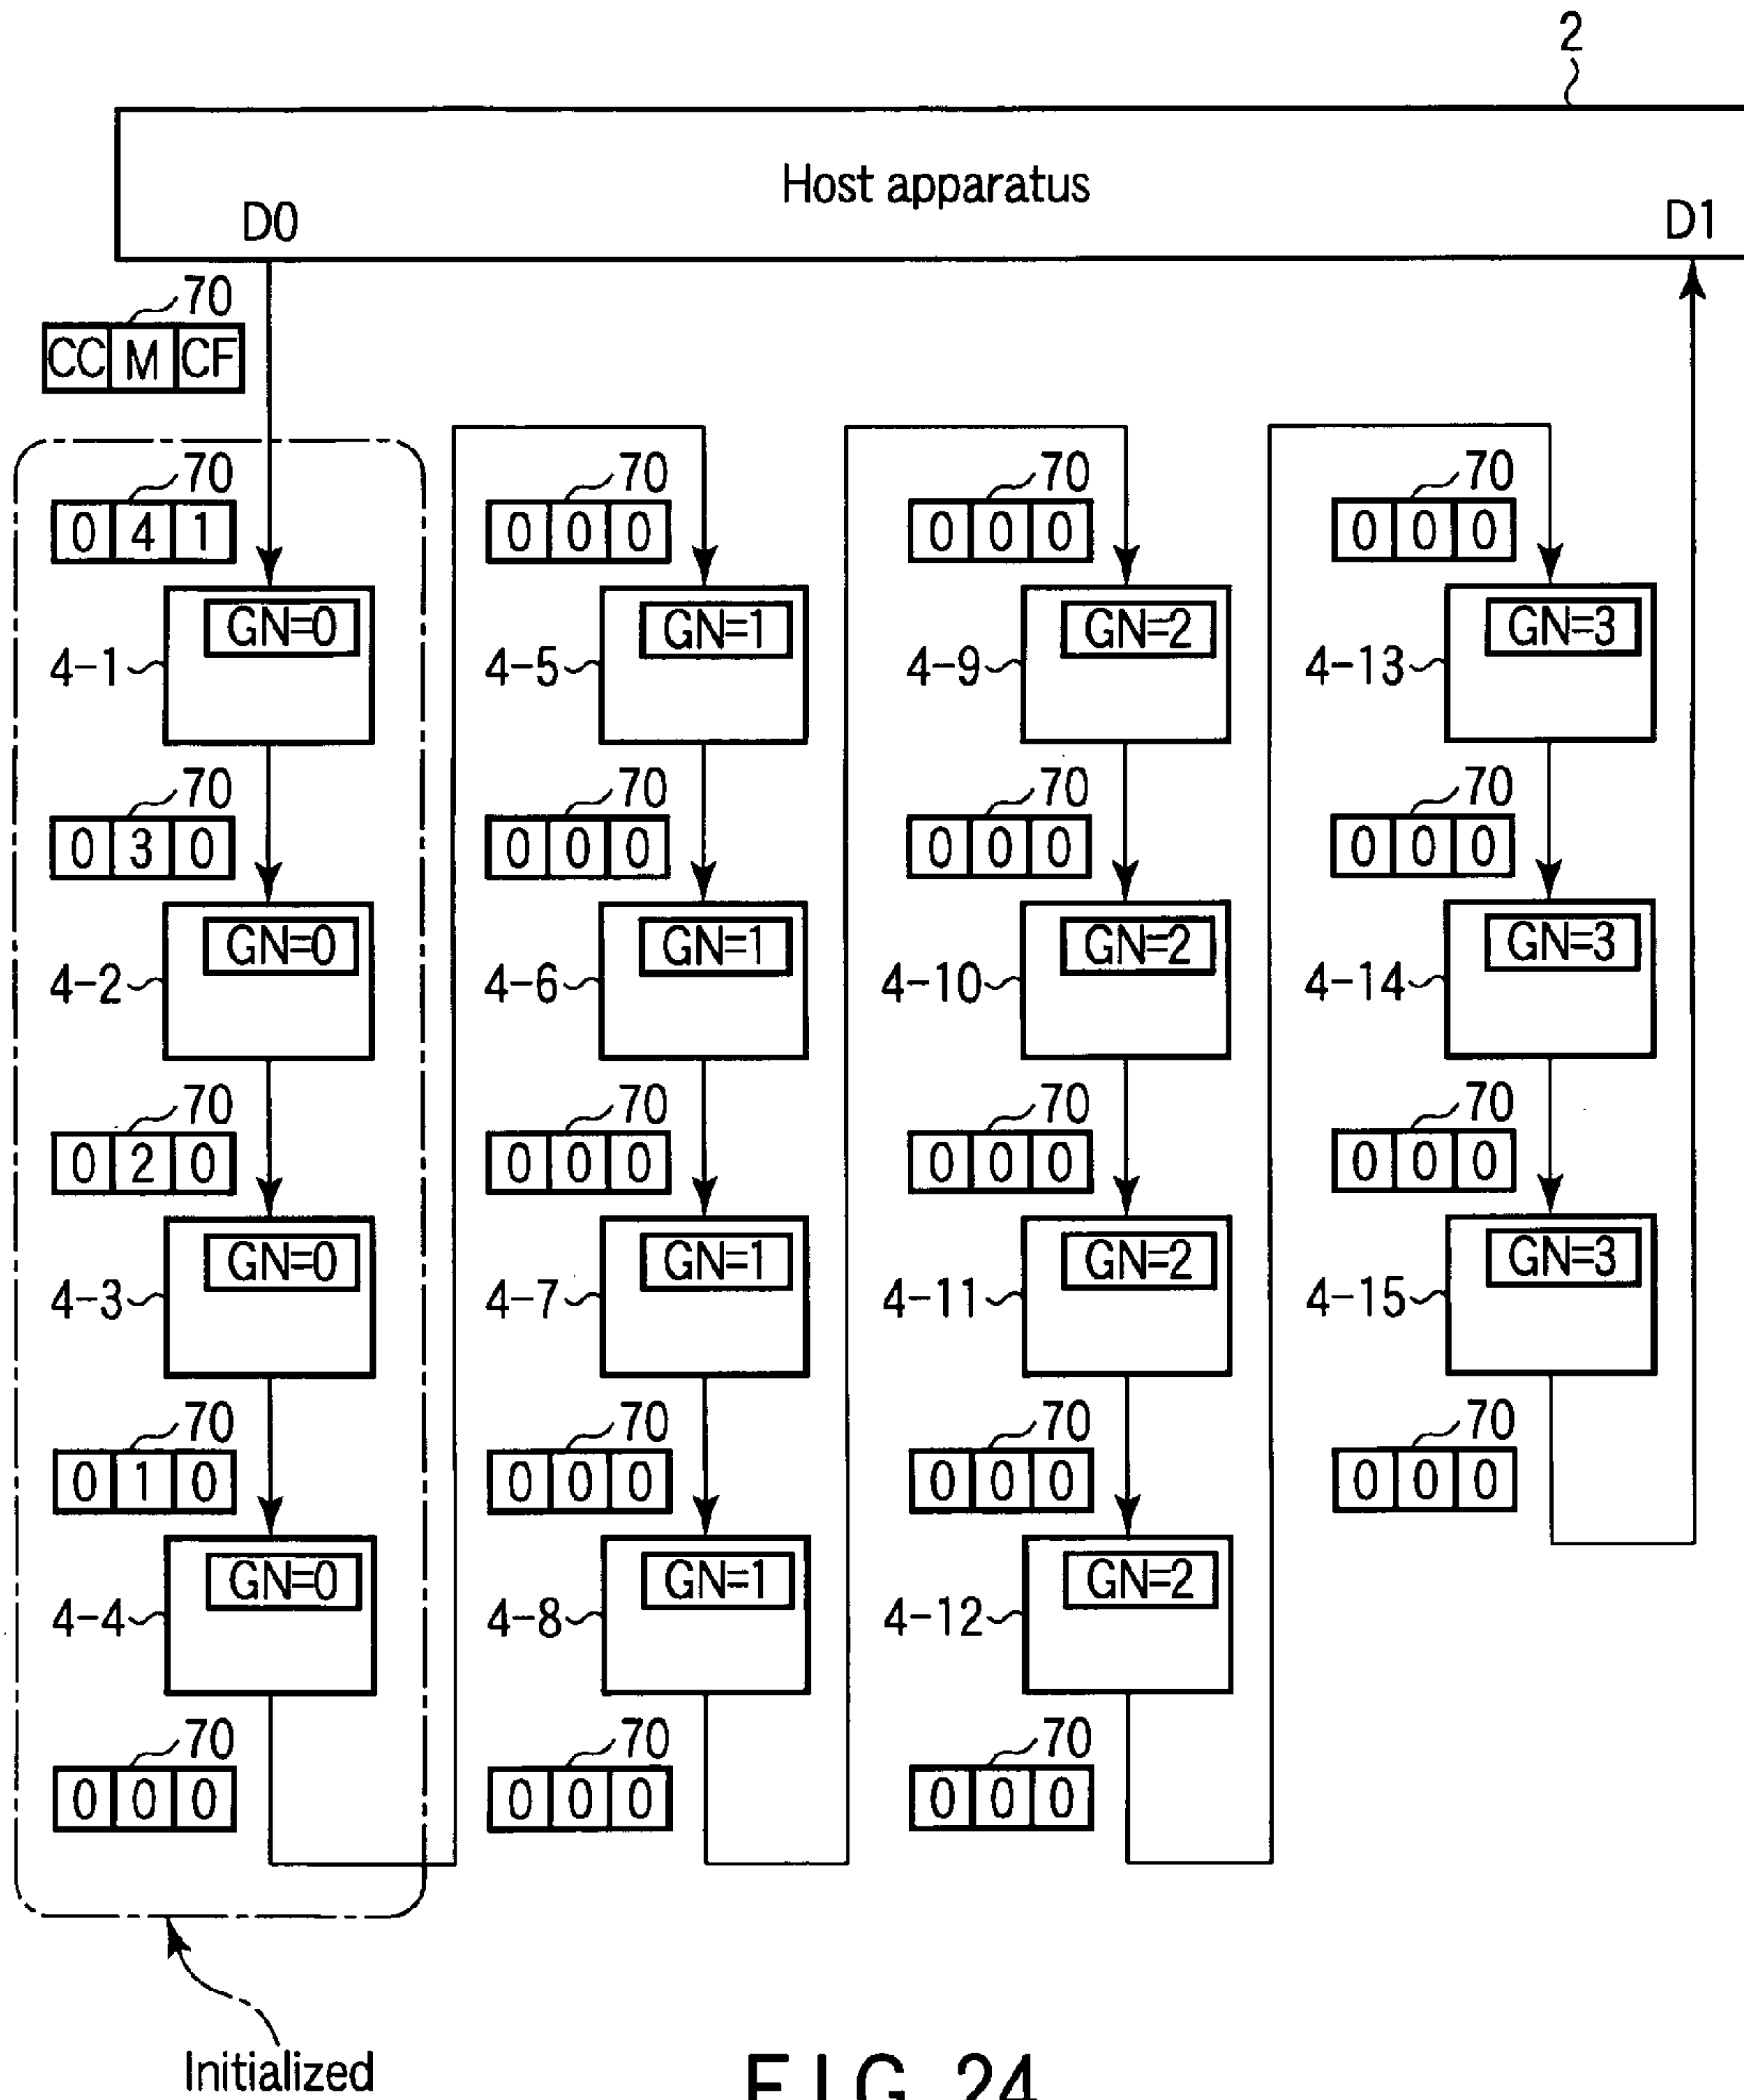 2
Host apparatus
D0
D1
70
CC M CF
70
0 4 1
70
0 0 0
70
0 0 0
70
0 0 0
GN=0
4-1
GN=1
4-5
GN=2
4-9
GN=3
4-13
70
0 3 0
70
0 0 0
70
0 0 0
70
0 0 0
GN=0
4-2
GN=1
4-6
GN=2
4-10
GN=3
4-14
70
0 2 0
70
0 0 0
70
0 0 0
70
0 0 0
GN=0
4-3
GN=1
4-7
GN=2
4-11
GN=3
4-15
70
0 1 0
70
0 0 0
70
0 0 0
70
0 0 0
GN=0
4-4
GN=1
4-8
GN=2
4-12
70
0 0 0
70
0 0 0
70
0 0 0
Initialized
FIG. 24